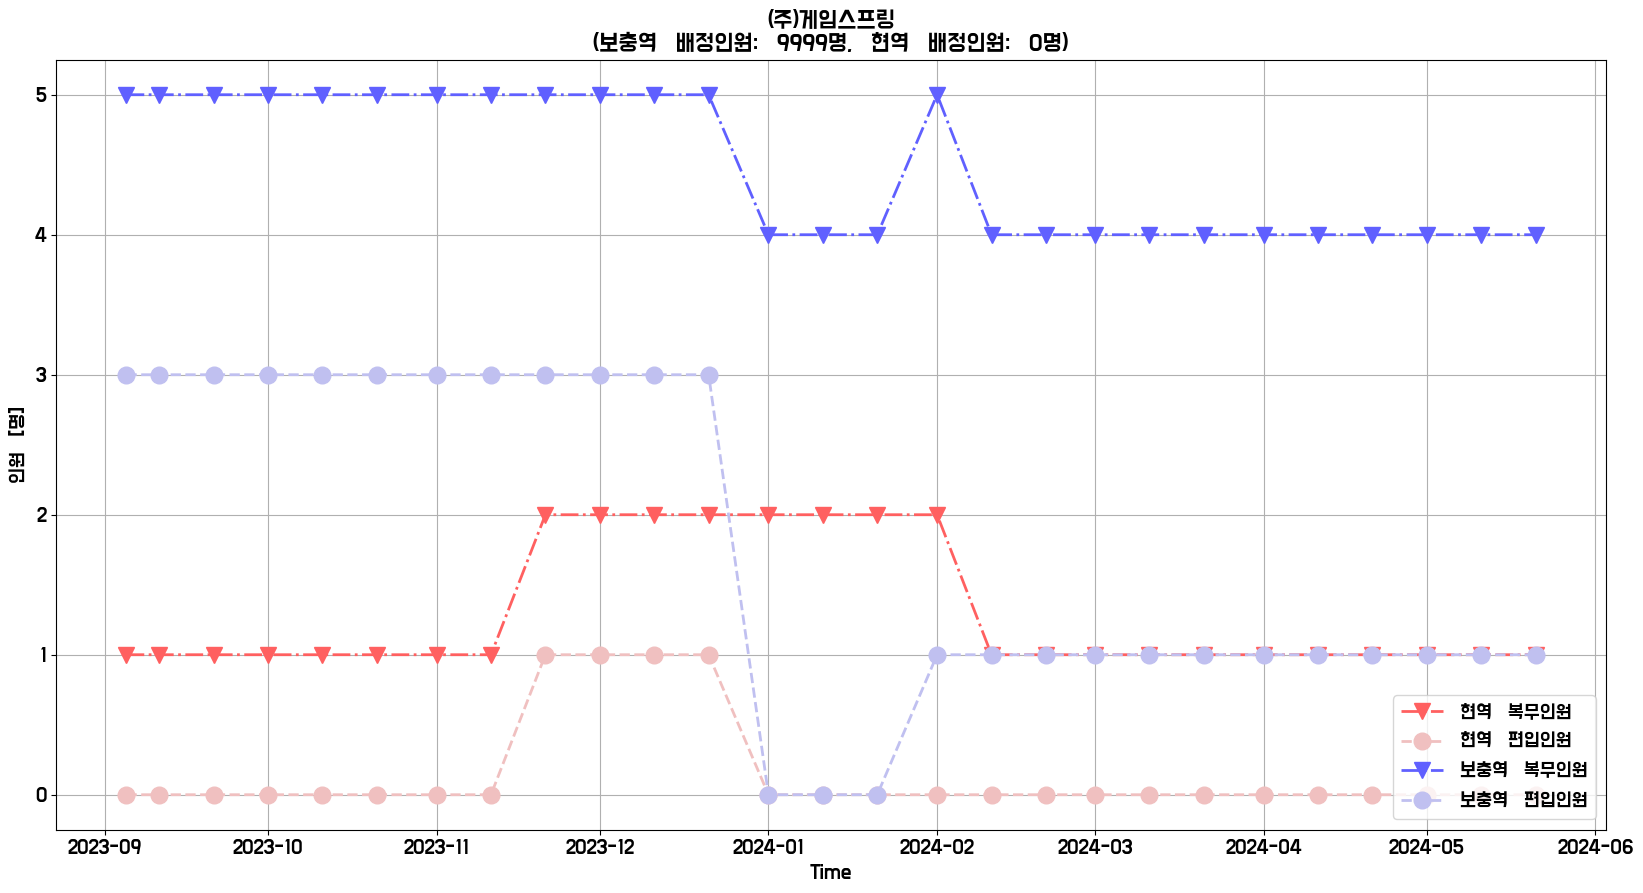 (주)게임스프링
(보충역 배정인원: 9999명, 현역 배정인원: 0명)
인원 [명]
5
4
3
2
1
0
현역 복무인원
현역 편입인원
보충역 복무인원
보충역 편입인원
2023-09 2023-10 2023-11 2023-12 2024-01 2024-02 2024-03 2024-04 2024-05 2024-06
Time